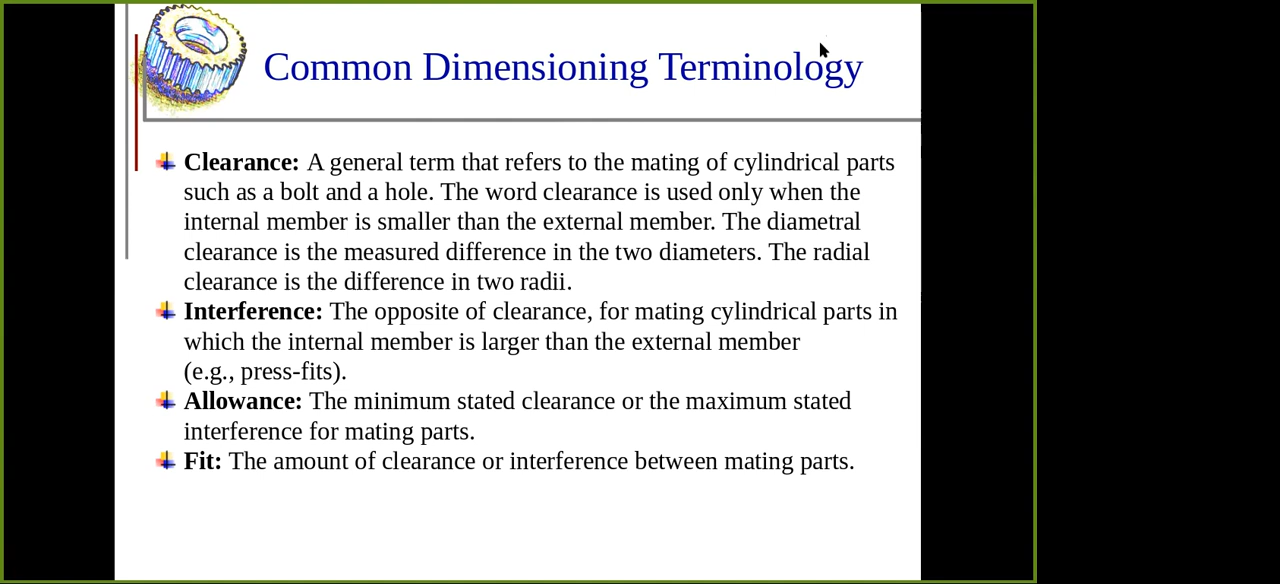 Common Dimensioning Terminology
Clearance: A general term that refers to the mating of cylindrical parts
such as a bolt and a hole. The word clearance is used only when the
internal member is smaller than the external member. The diametral
clearance is the measured difference in the two diameters. The radial
clearance is the difference in two radii.
Interference: The opposite of clearance, for mating cylindrical parts in
which the internal member is larger than the external member
(e.g., press-fits).
Allowance: The minimum stated clearance or the maximum stated
interference for mating parts.
Fit: The amount of clearance or interference between mating parts.